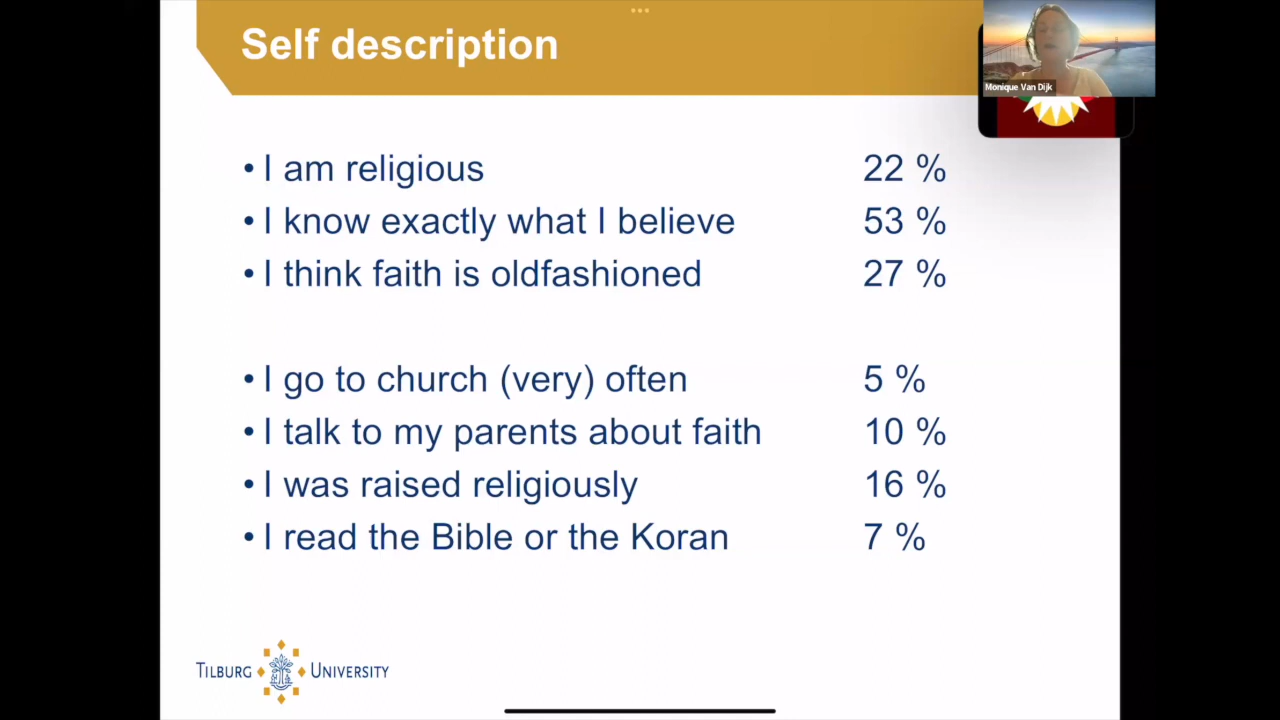 Self description
Monique Van Dijk
• I am religious 22 %
• I know exactly what I believe 53 %
• I think faith is oldfashioned 27 %
• I go to church (very) often 5 %
• I talk to my parents about faith 10 %
• I was raised religiously 16 %
• I read the Bible or the Koran 7 %
TILBURG UNIVERSITY